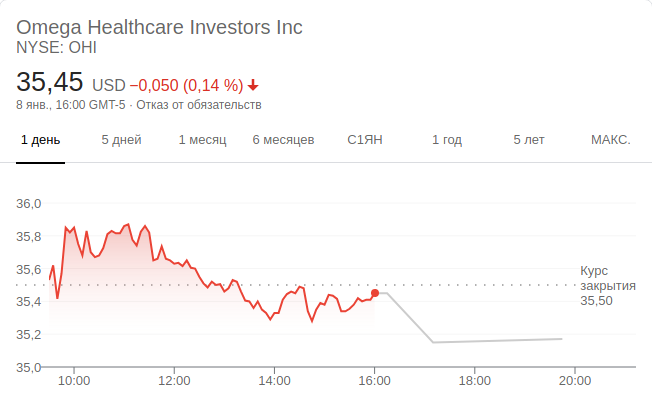 Omega Healthcare Investors Inc
NYSE: OHI
35,45 USD −0,050 (0,14 %)
8 янв., 16:00 GMT-5 · Отказ от обязательств
1 день 5 дней 1 месяц 6 месяцев С1ЯН 1 год 5 лет МАКС.
36,0
35,8
35,6
35,4
35,2
35,0
Курс
закрытия
35,50
10:00 12:00 14:00 16:00 18:00 20:00